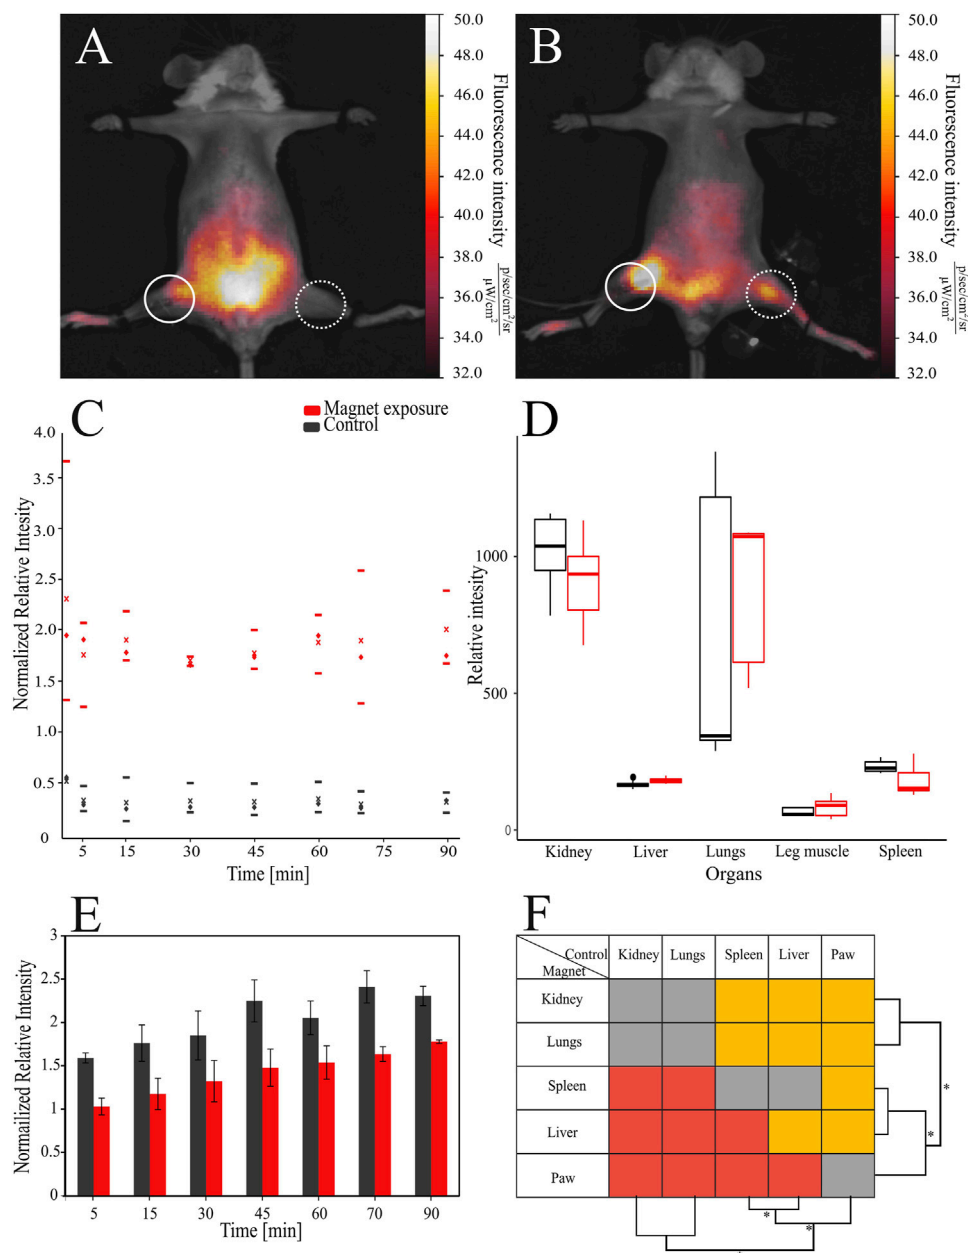 A
50.0
48.0
46.0
44.0
42.0
40.0
38.0
36.0
34.0
32.0
Fluorescence intensity
p/sec/cm²/sr
μW/cm²
B
50.0
48.0
46.0
44.0
42.0
40.0
38.0
36.0
34.0
32.0
Fluorescence intensity
p/sec/cm²/sr
μW/cm²
C
Magnet exposure
Control
Normalized Relative Intesity
4.0
3.5
3.0
2.5
2.0
1.5
1.0
0.5
0
5 15 30 45 60 75 90
Time [min]
D
Relative intesity
1000
500
0
Kidney Liver Lungs Leg muscle Spleen
Organs
E
Normailized Relative Intensity
3
2.5
2
1.5
1
0.5
0
5 15 30 45 60 70 90
Time [min]
F
Control Kidney Lungs Spleen Liver Paw
Magnet
Kidney
Lungs
Spleen
Liver
Paw
*
*
*
*